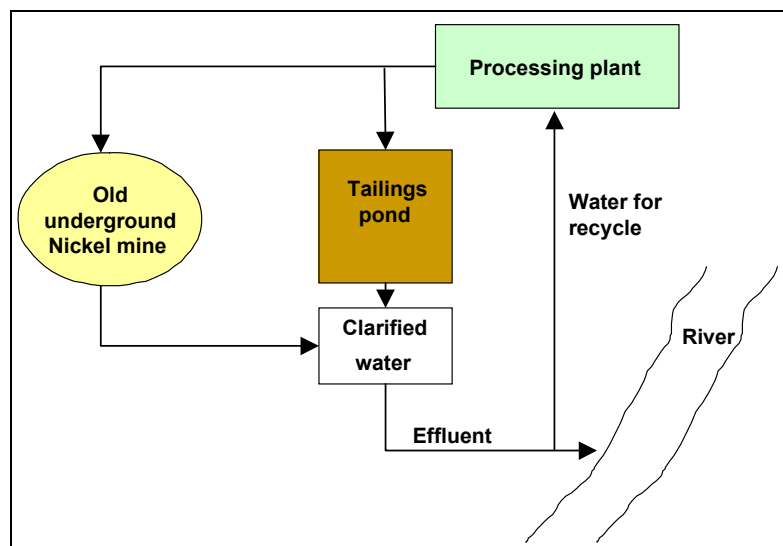 Processing plant
Old
underground
Nickel mine
Tailings
pond
Water for
recycle
Clarified
water
River
Effluent